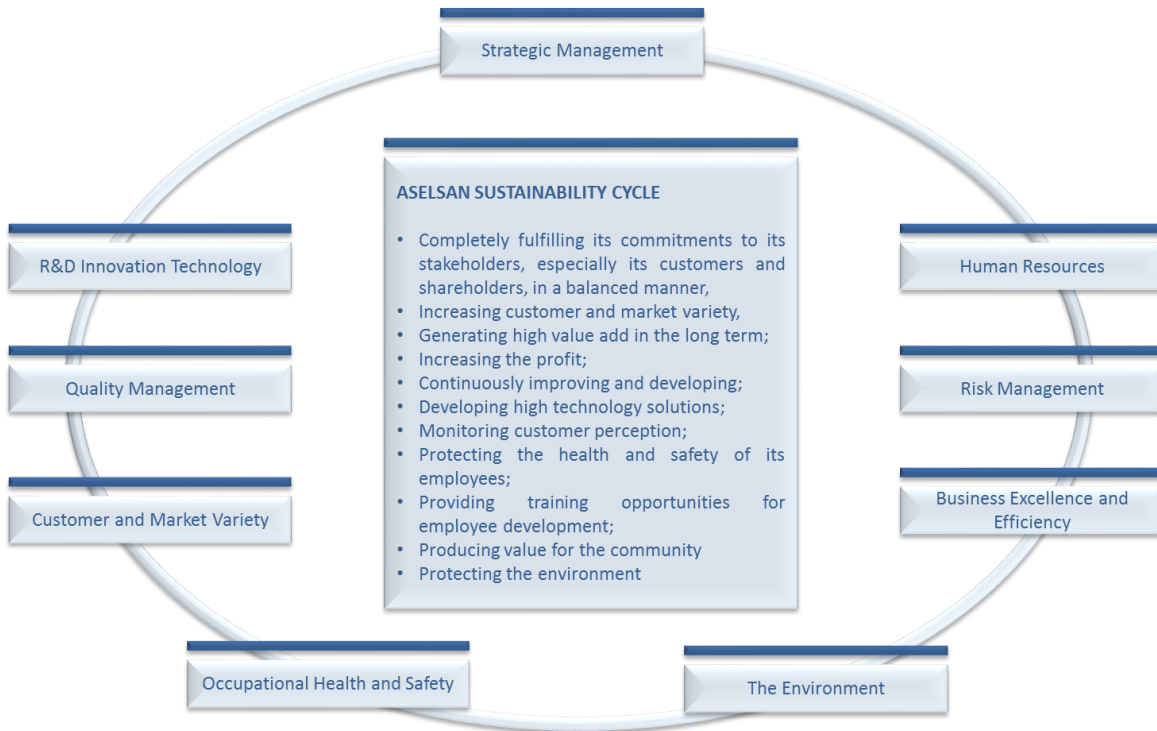 Strategic Management
ASELSAN SUSTAINABILITY CYCLE
• Completely fulfilling its commitments to its
stakeholders, especially its customers and
shareholders, in a balanced manner,
• Increasing customer and market variety,
• Generating high value add in the long term;
• Increasing the profit;
• Continuously improving and developing;
• Developing high technology solutions;
• Monitoring customer perception;
• Protecting the health and safety of its
employees;
• Providing training opportunities for
employee development;
• Producing value for the community
• Protecting the environment
R&D Innovation Technology
Quality Management
Customer and Market Variety
Occupational Health and Safety
Human Resources
Risk Management
Business Excellence and
Efficiency
The Environment